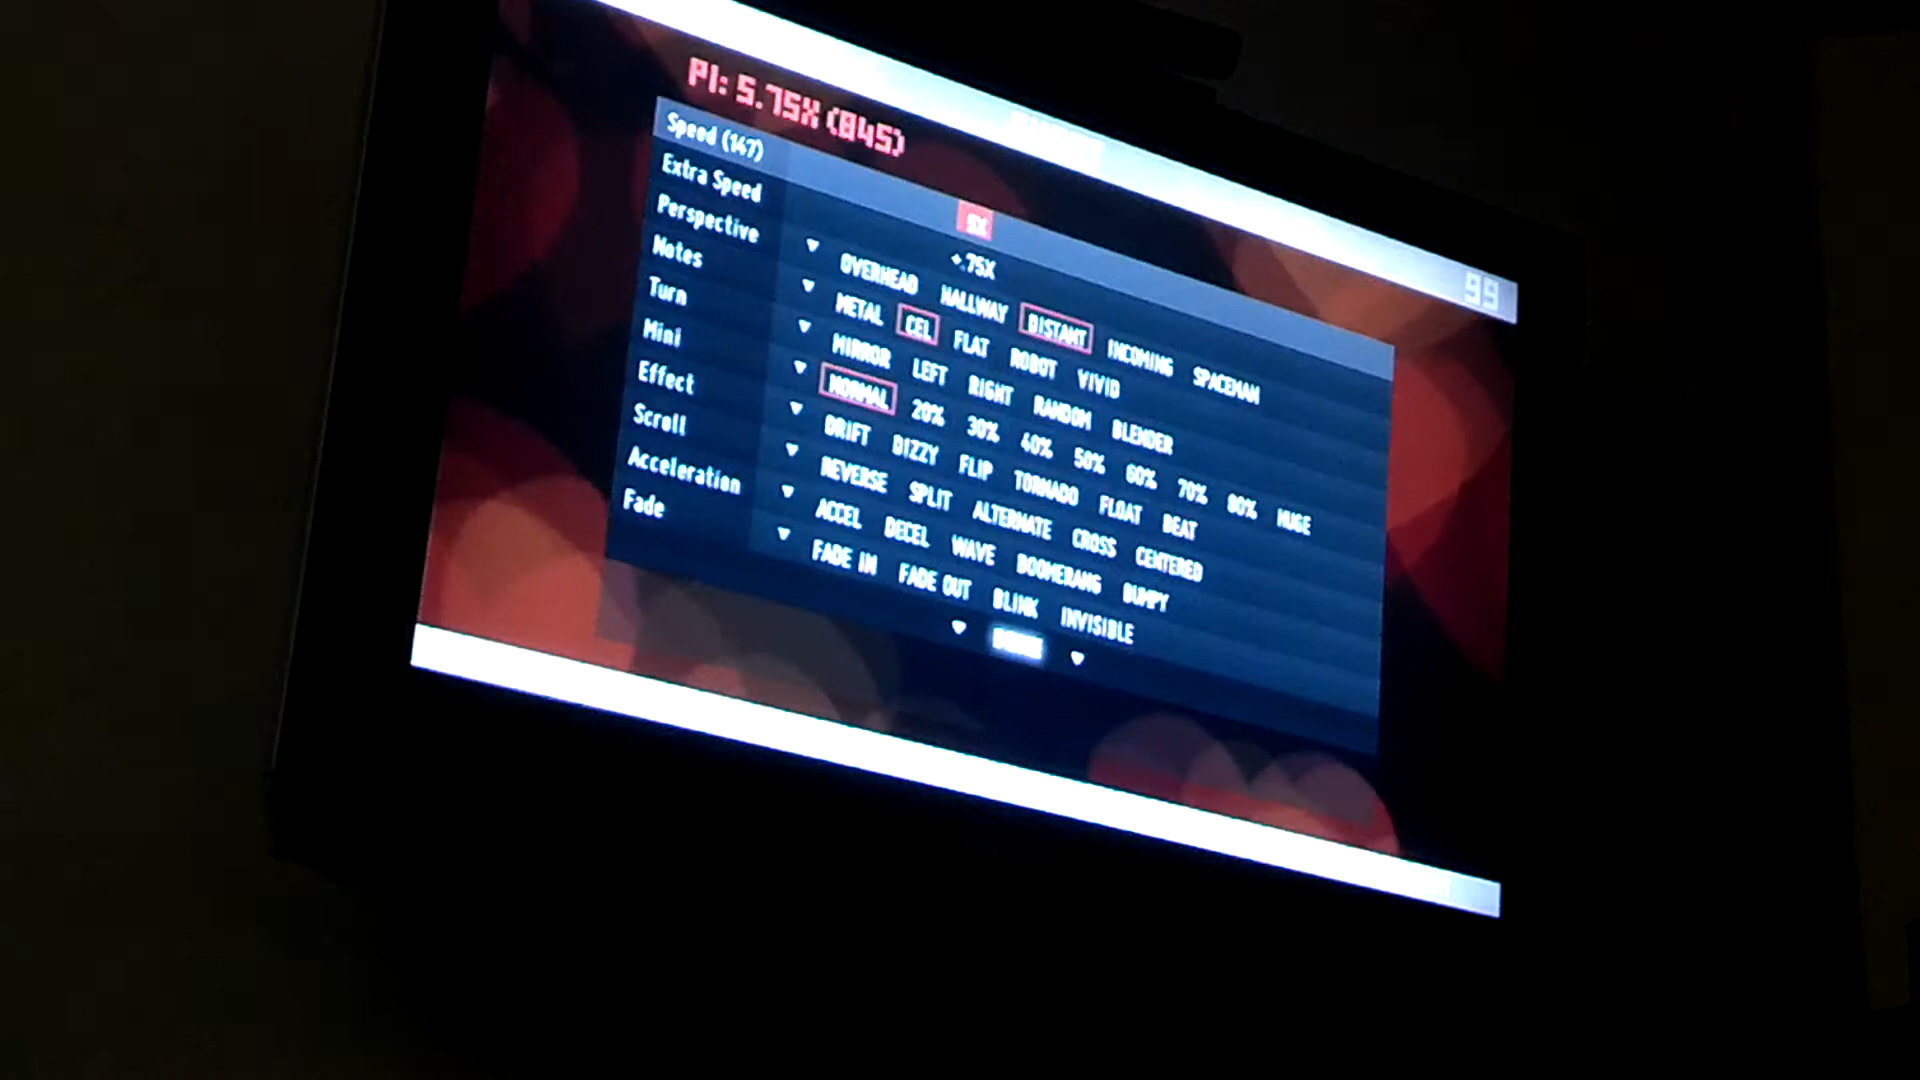 P1: 5.75X (845)
99
Speed (147) 5X
Extra Speed +.75X
Perspective OVERHEAD HALLWAY DISTANT INCOMING SPACEMAN
Notes METAL CEL FLAT ROBOT VIVID
Turn MIRROR LEFT RIGHT RANDOM BLENDER
Mini NORMAL 20% 30% 40% 50% 60% 70% 80% HUGE
Effect DRIFT DIZZY FLIP TORNADO FLOAT BEAT
Scroll REVERSE SPLIT ALTERNATE CROSS CENTERED
Acceleration ACCEL DECEL WAVE BOOMERANG BUMPY
Fade FADE IN FADE OUT BLINK INVISIBLE